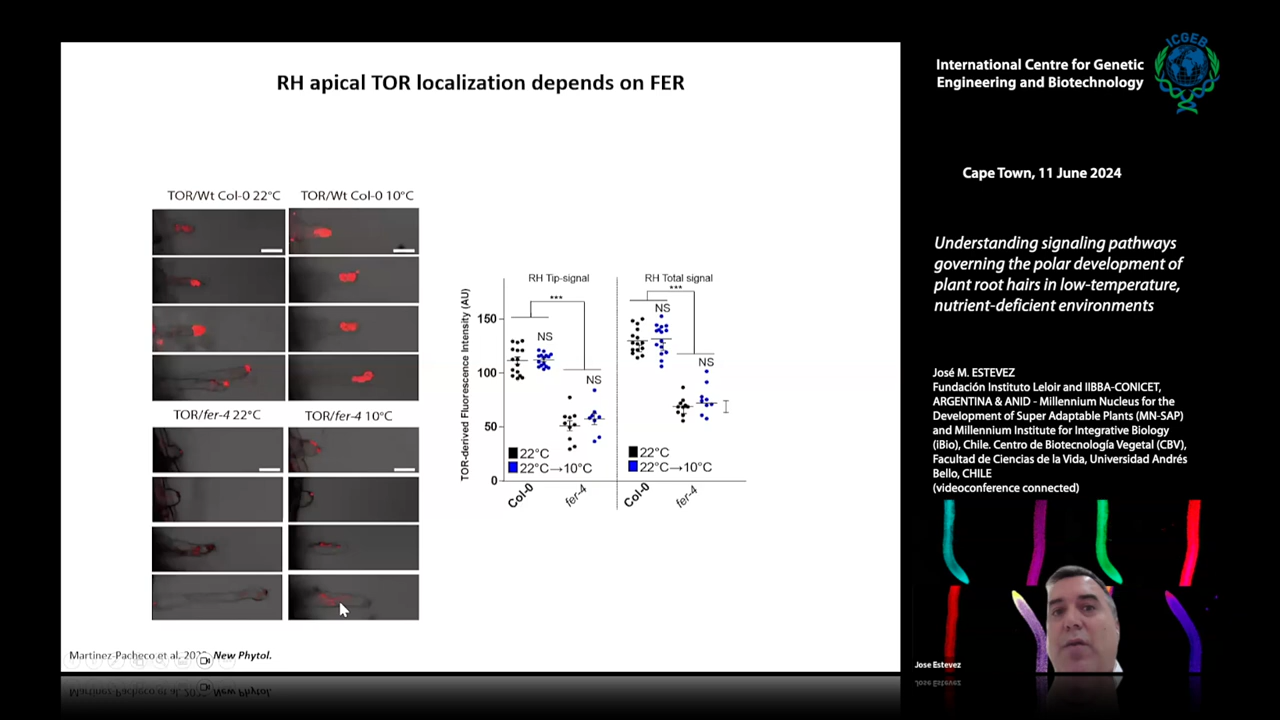 RH apical TOR localization depends on FER
TOR/Wt Col-0 22°C
TOR/Wt Col-0 10°C
TOR/fer-4 22°C
TOR/fer-4 10°C
RH Tip-signal
RH Total signal
TOR-derived Fluorescence Intensity (AU)
150
100
50
0
***
NS
NS
***
NS
NS
22°C
22°C→10°C
22°C
22°C→10°C
Col-0
fer-4
Col-0
fer-4
Martinez-Pacheco et al.
New Phytol.
International Centre for Genetic
Engineering and Biotechnology
ICGEB
Cape Town, 11 June 2024
Understanding signaling pathways
governing the polar development of
plant root hairs in low-temperature,
nutrient-deficient environments
José M. ESTEVEZ
Fundación Instituto Leloir and IIBBA-CONICET,
ARGENTINA & ANID - Millennium Nucleus for the
Development of Super Adaptable Plants (MN-SAP)
and Millennium Institute for Integrative Biology
(iBio), Chile. Centro de Biotecnología Vegetal (CBV),
Facultad de Ciencias de la Vida, Universidad Andrés
Bello, CHILE
(videoconference connected)
Jose Estevez